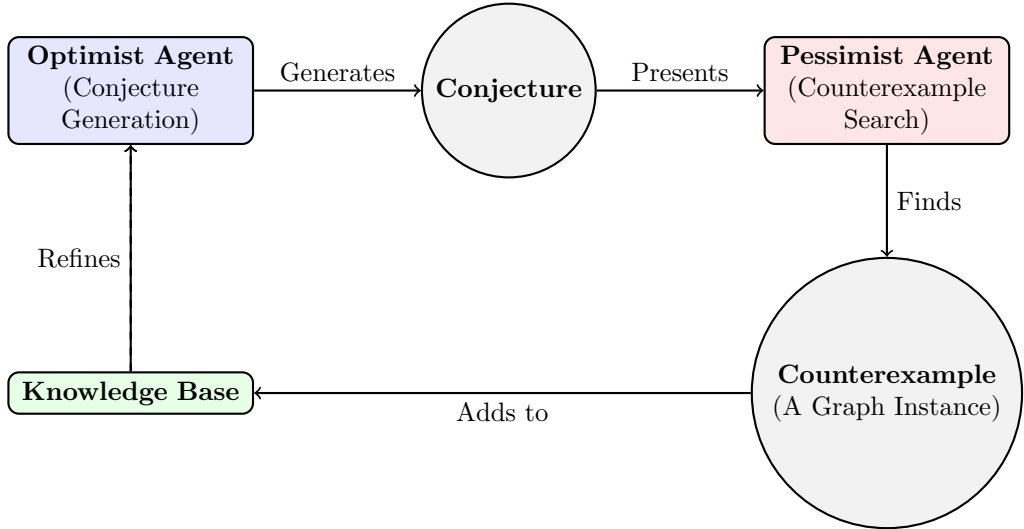 Optimist Agent
(Conjecture
Generation)
Generates
Conjecture
Presents
Pessimist Agent
(Counterexample
Search)
Finds
Refines
Counterexample
(A Graph Instance)
Knowledge Base
Adds to